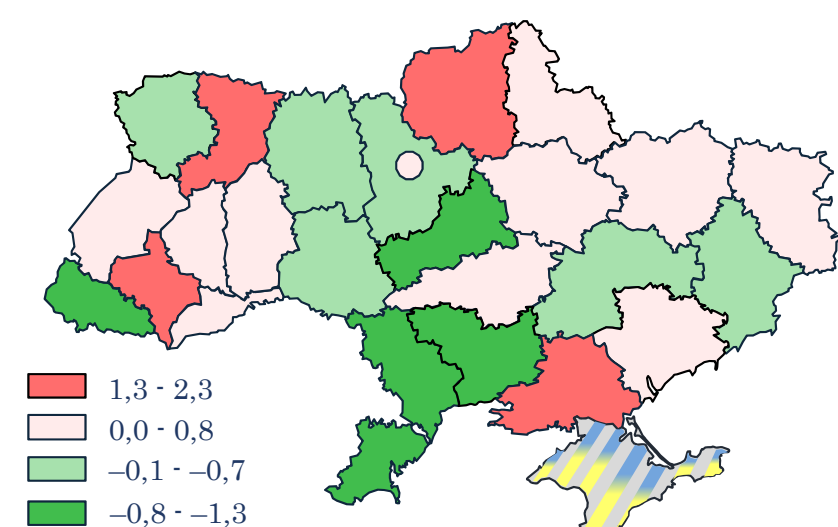 1,3 - 2,3
0,0 - 0,8
–0,1 - –0,7
–0,8 - –1,3